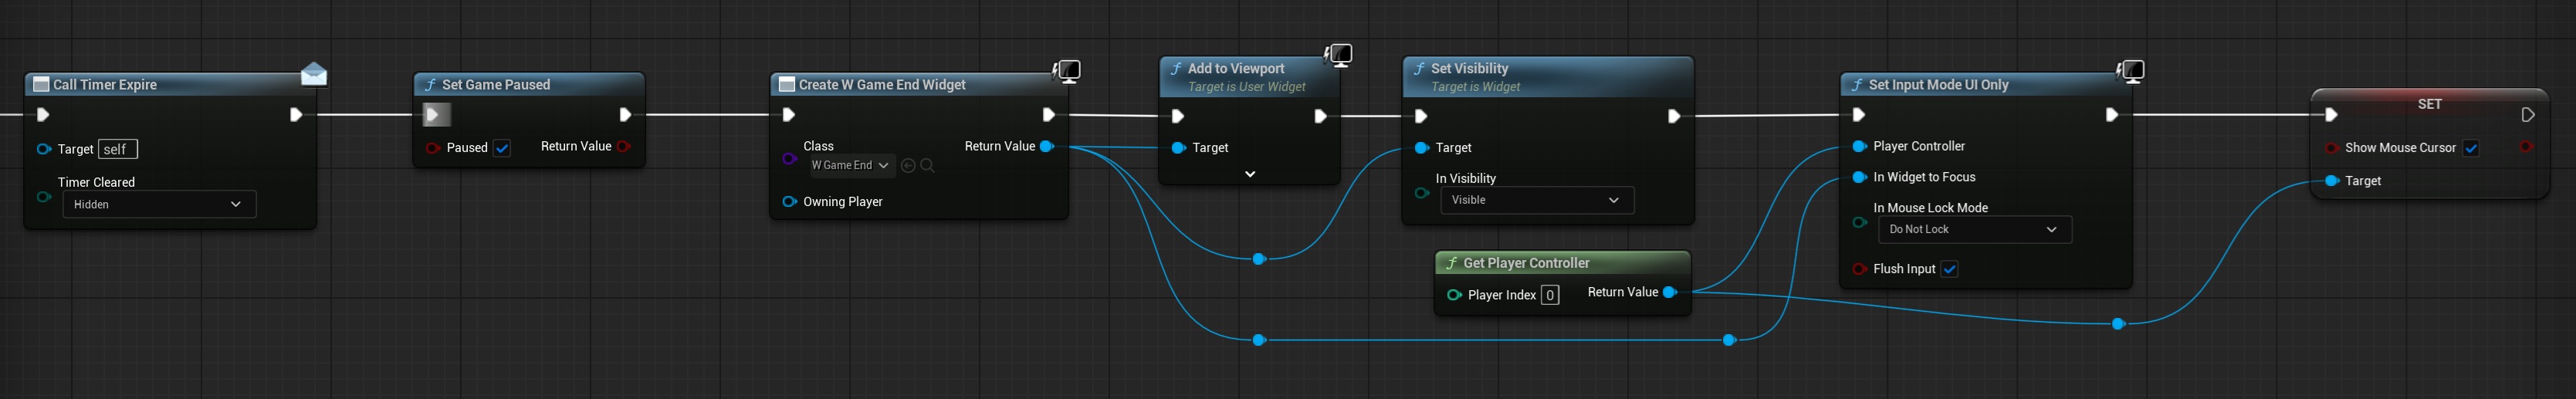 Call Timer Expire
Target self
Timer Cleared
Hidden
Set Game Paused
Paused Return Value
Create W Game End Widget
Class Return Value
W Game End
Owning Player
Add to Viewport
Target is User Widget
Target
Set Visibility
Target is Widget
Target
In Visibility
Visible
Get Player Controller
Player Index 0 Return Value
Set Input Mode UI Only
Player Controller
In Widget to Focus
In Mouse Lock Mode
Do Not Lock
Flush Input
SET
Show Mouse Cursor
Target